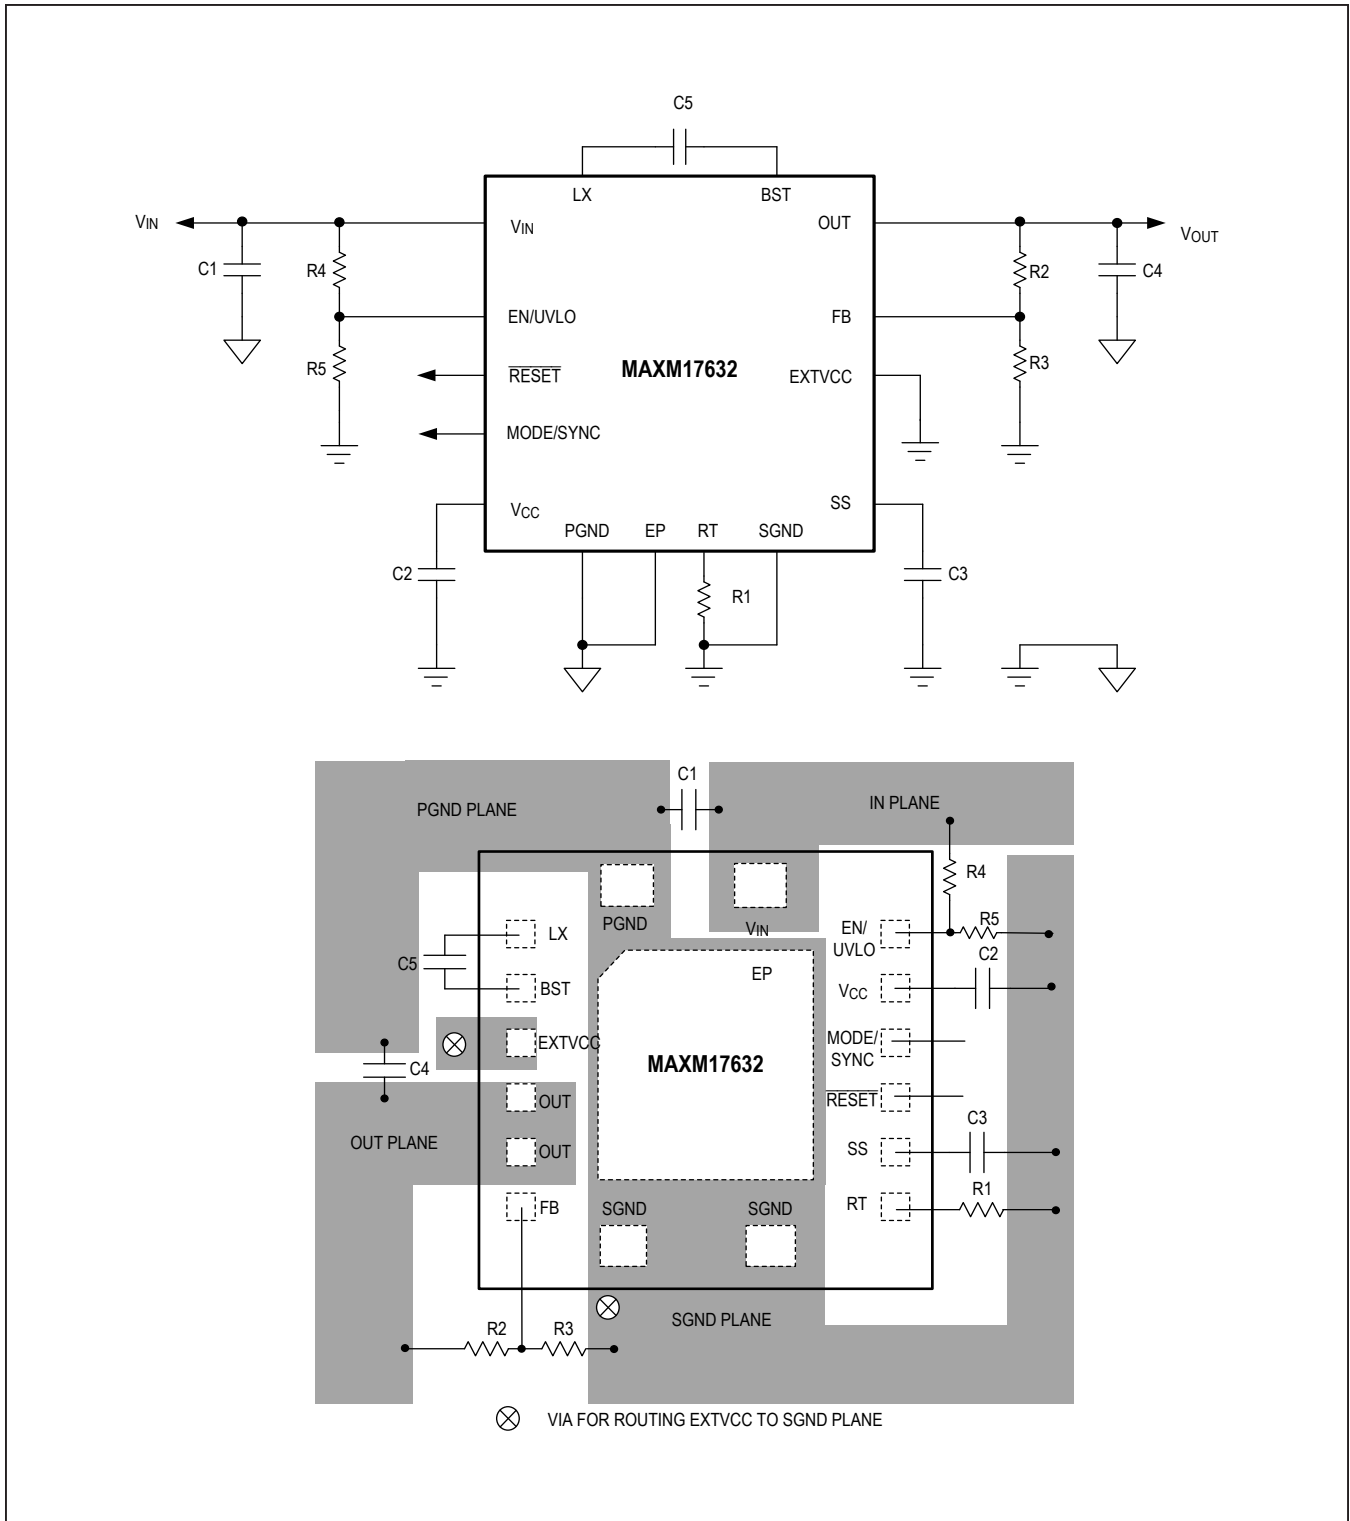 C5
LX BST
VIN VIN OUT VOUT
C1 R4 R2 C4
EN/UVLO FB
R5 RESET MAXM17632 EXTVCC R3
MODE/SYNC
VCC SS
PGND EP RT SGND
C2 R1 C3
C1
PGND PLANE IN PLANE
R4
PGND VIN EN/
UVLO R5
LX
C5 EP C2
BST VCC
EXTVCC MODE/
SYNC
C4 MAXM17632
OUT RESET
OUT PLANE OUT SS C3
FB SGND SGND RT R1
SGND PLANE
R2 R3
VIA FOR ROUTING EXTVCC TO SGND PLANE